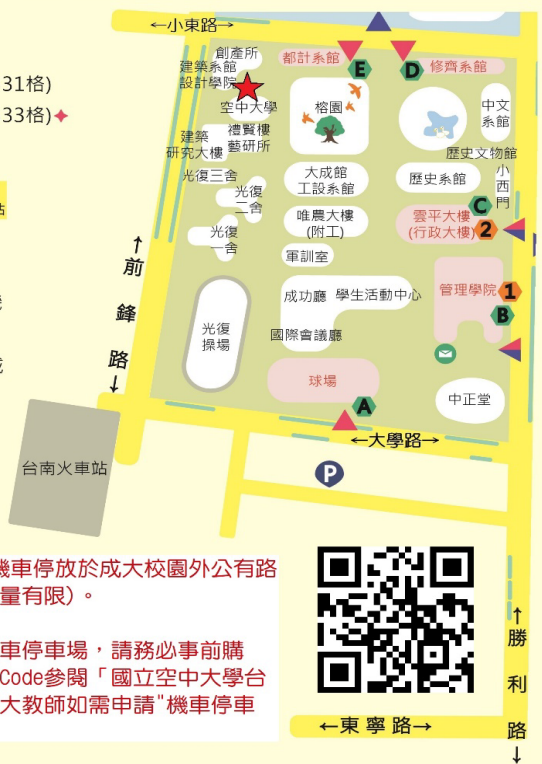 ←小東路→
31格)
33格)
創產所
建築系館
設計學院
空中大學
禮賢樓
藝研所
建築
研究大樓
都計系館
E
D
修齊系館
榕園
中文
系館
歷史文物館
小西門
光復三舍
光復
二舍
光復
一舍
大成館
工設系館
歷史系館
唯農大樓
(附工)
C
雲平大樓
(行政大樓)
2
軍訓室
↑
前
鋒
路
↓
成功廳
學生活動中心
國際會議廳
管理學院
1
B
光復
操場
球場
A
中正堂
←大學路→
台南火車站
P
機車停放於成大校園外公有路
量有限)。
車停車場，請務必事前購
Code參閱「國立空中大學台
大教師如需申請"機車停車
↑
勝
利
路
↓
←東寧路→